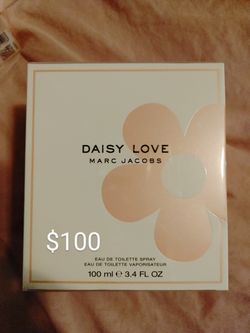 DAISY LOVE
MARC JACOBS
$100
EAU DE TOILETTE SPRAY
EAU DE TOILETTE VAPORISATEUR
100 ml ℮ 3.4 FL OZ